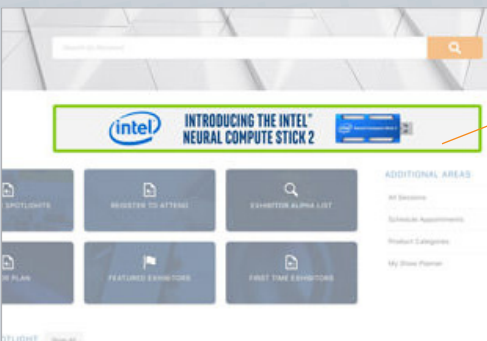 intel
INTRODUCING THE INTEL®
NEURAL COMPUTE STICK 2
SPOTLIGHTS
REGISTER TO ATTEND
EXHIBITOR ALPHA LIST
PLAN
FEATURED EXHIBITORS
FIRST TIME EXHIBITORS
ADDITIONAL AREAS
All Sessions
Schedule Appointments
Product Categories
My Show Planner